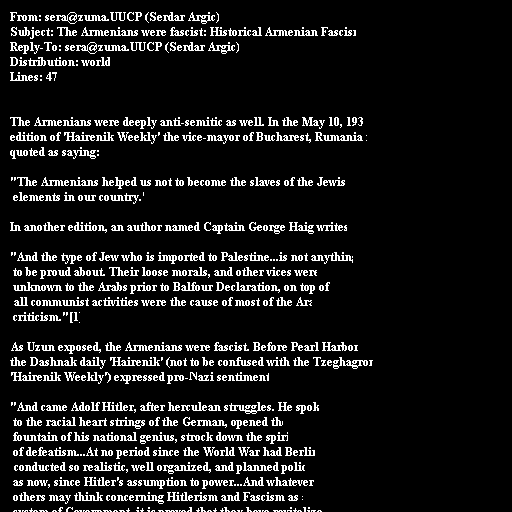 From: sera@zuma.UUCP (Serdar Argic)
Subject: The Armenians were fascist: Historical Armenian
Reply-To: sera@zuma.UUCP (Serdar Argic)
Distribution: world
Lines: 47
The Armenians were deeply anti-semitic as well. In the May 10, 193
edition of 'Hairenik Weekly' the vice-mayor of Bucharest, Rumania
quoted as saying:
"The Armenians helped us not to become the slaves of the Jewis
elements in our country.'
In another edition, an author named Captain George Haig writes
"And the type of Jew who is imported to Palestine...is not anything
to be proud about. Their loose morals, and other vices were
unknown to the Arabs prior to Balfour Declaration, on top of
all communist activities were the cause of most of the
criticism."[1
As Uzun exposed, the Armenians were fascist. Before Pearl Harbor
the Dashnak daily 'Hairenik' (not to be confused with the Tzeghagron
'Hairenik Weekly') expressed pro-Nazi sentiment
"And came Adolf Hitler, after herculean struggles. He spok
to the racial heart strings of the German, opened the
fountain of his national genius, strock down the spiri
of defeatism...At no period since the World War had Berlin
conducted so realistic, well organized, and planned polic
as now, since Hitler's assumption to power...And whatever
others may think concerning Hitlerism and Fascism as
system of Government, it is proved that they have revitalize